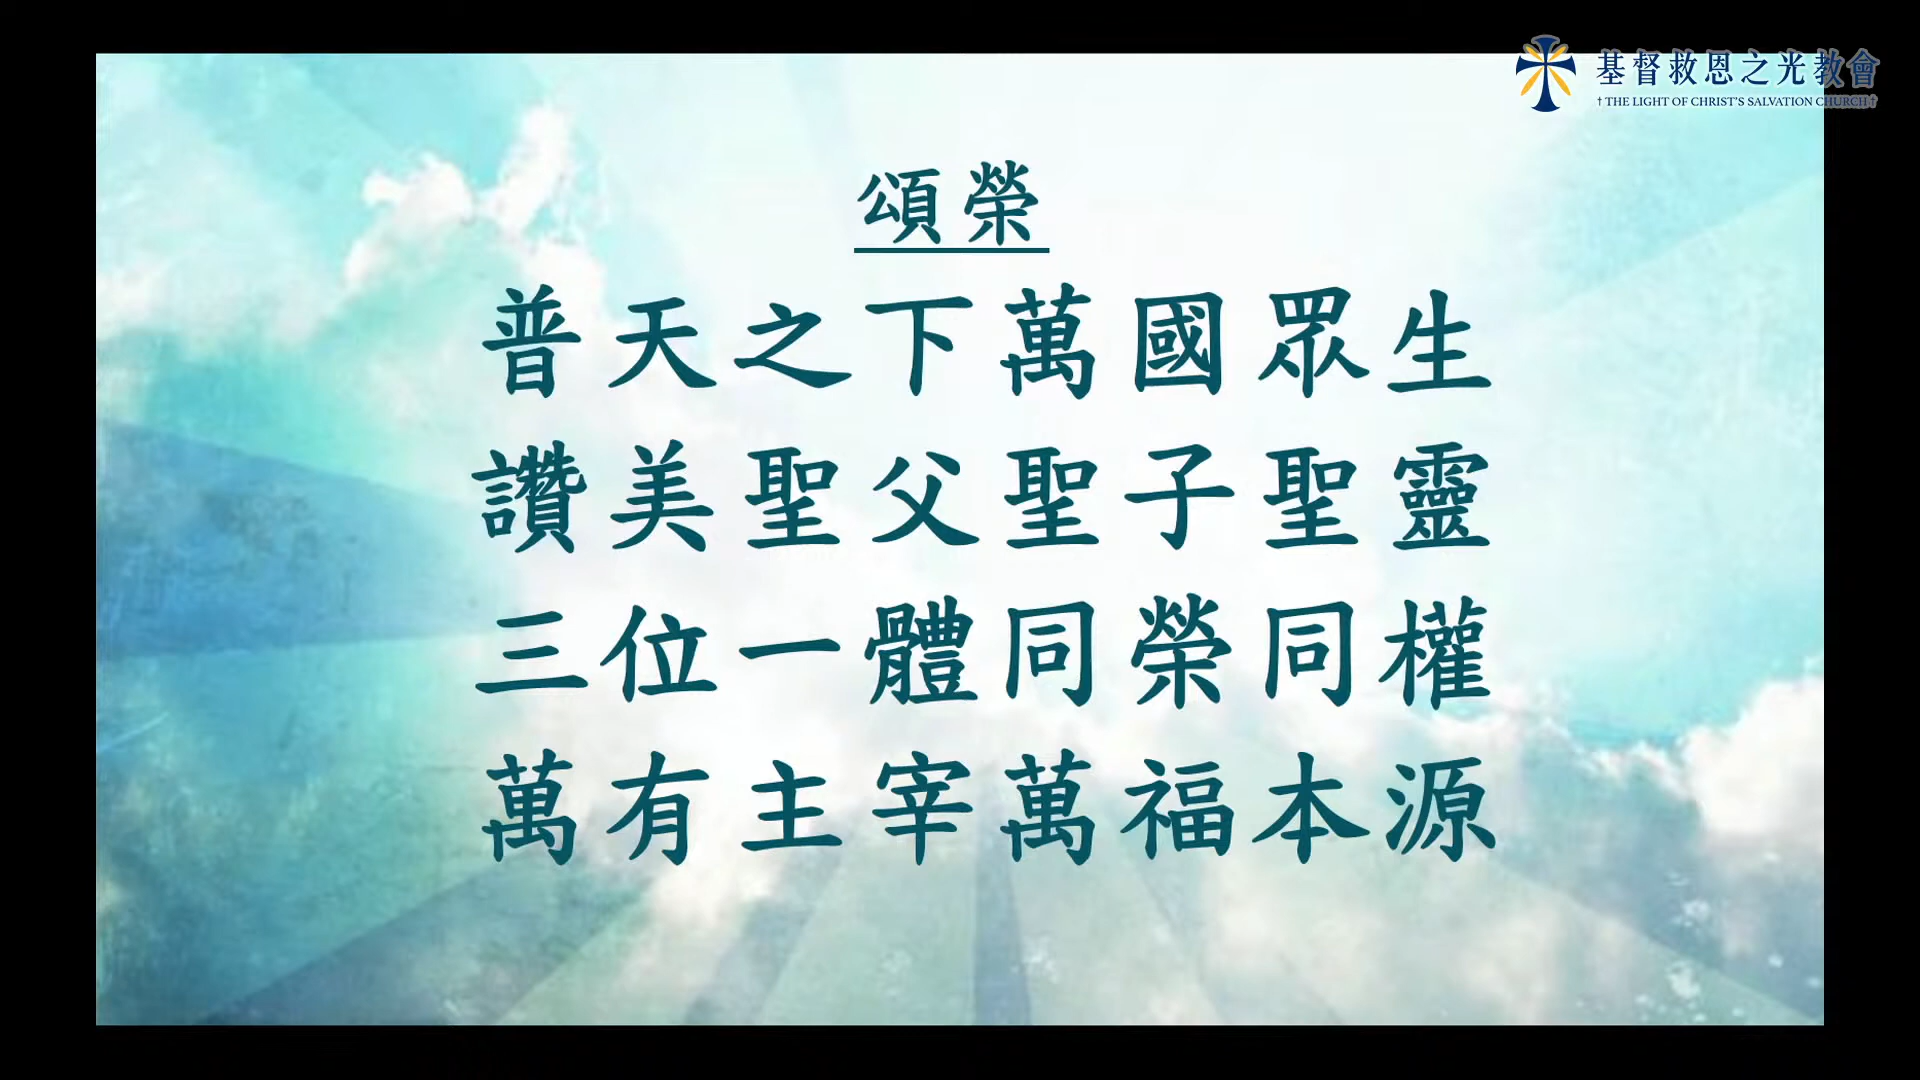 基督救恩之光教會
†THE LIGHT OF CHRIST'S SALVATION CHURCH†
頌榮
普天之下萬國眾生
讚美聖父聖子聖靈
三位一體同榮同權
萬有主宰萬福本源